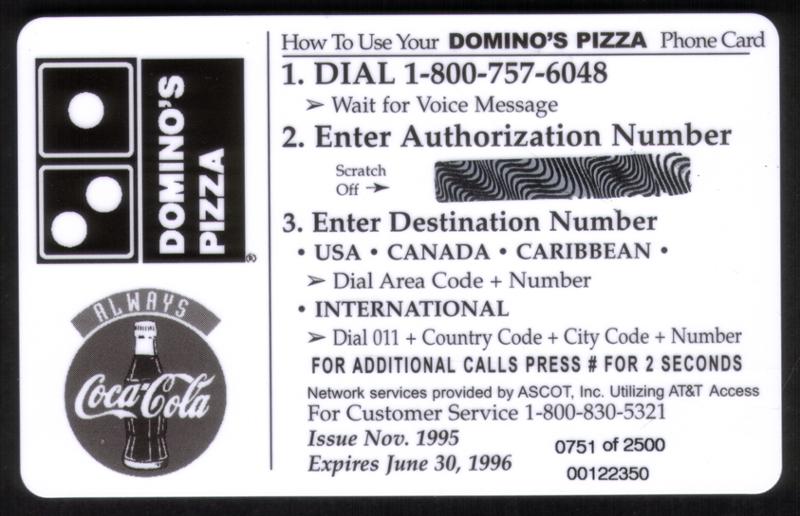 DOMINO'S
PIZZA
®
ALWAYS
Coca-Cola
How To Use Your DOMINO'S PIZZA Phone Card
1. DIAL 1-800-757-6048
➢ Wait for Voice Message
2. Enter Authorization Number
Scratch
Off ➔
3. Enter Destination Number
• USA • CANADA • CARIBBEAN •
➢ Dial Area Code + Number
• INTERNATIONAL
➢ Dial 011 + Country Code + City Code + Number
FOR ADDITIONAL CALLS PRESS # FOR 2 SECONDS
Network services provided by ASCOT, Inc. Utilizing AT&T Access
For Customer Service 1-800-830-5321
Issue Nov. 1995
Expires June 30, 1996
0751 of 2500
00122350